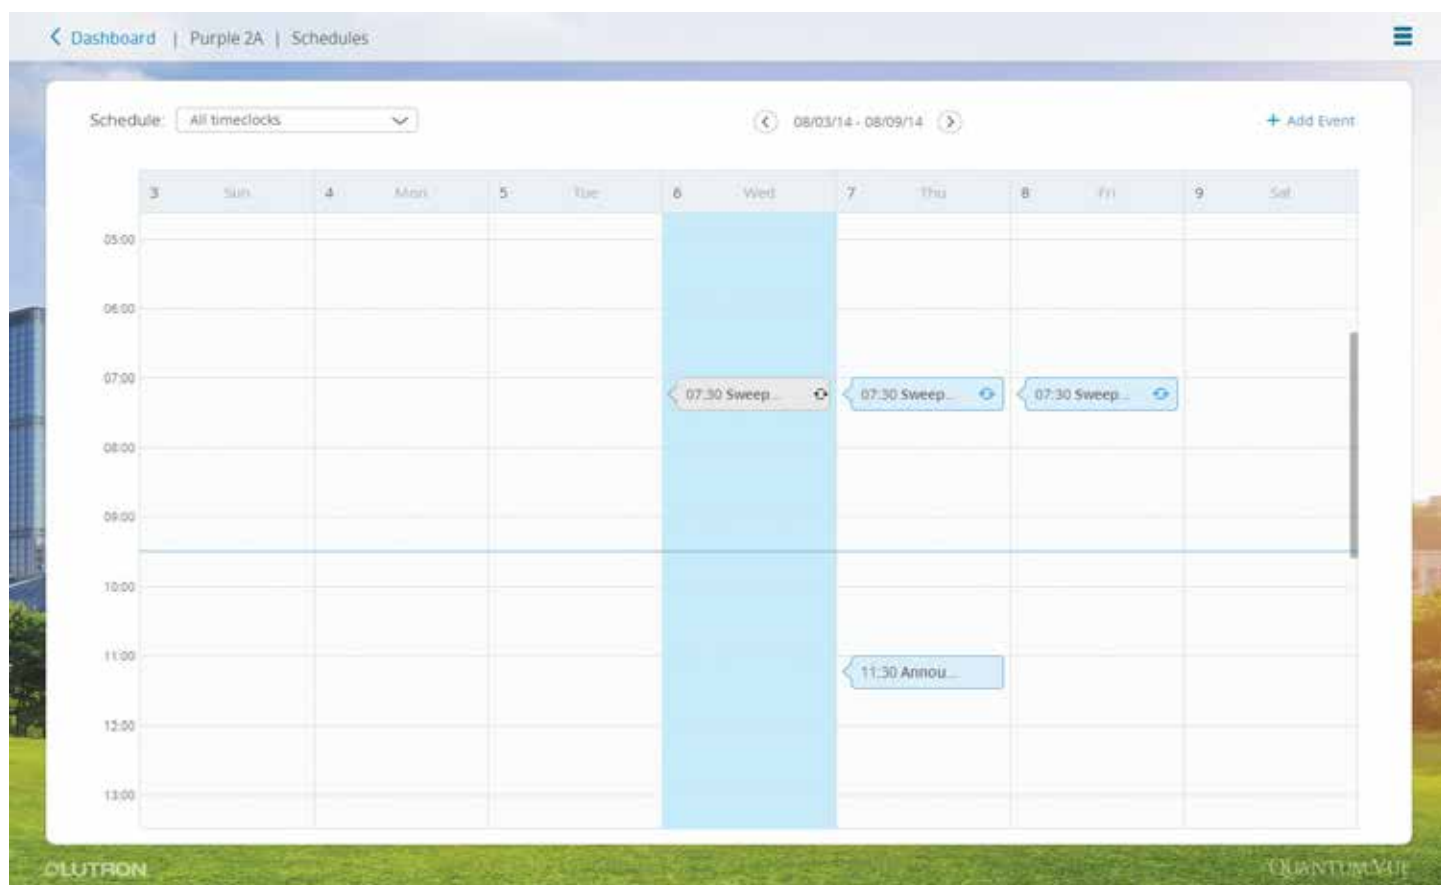 Dashboard | Purple 2A | Schedules
Schedule: All timeclocks 08/03/14 - 08/09/14 + Add Event
3 Sun 4 Mon 5 Tue 6 Wed 7 Thu 8 Fri 9 Sat
05:00
06:00
07:00
07:30 Sweep... 07:30 Sweep... 07:30 Sweep...
08:00
09:00
10:00
11:00
11:30 Annou...
12:00
13:00
LUTRON QUANTUM VUE